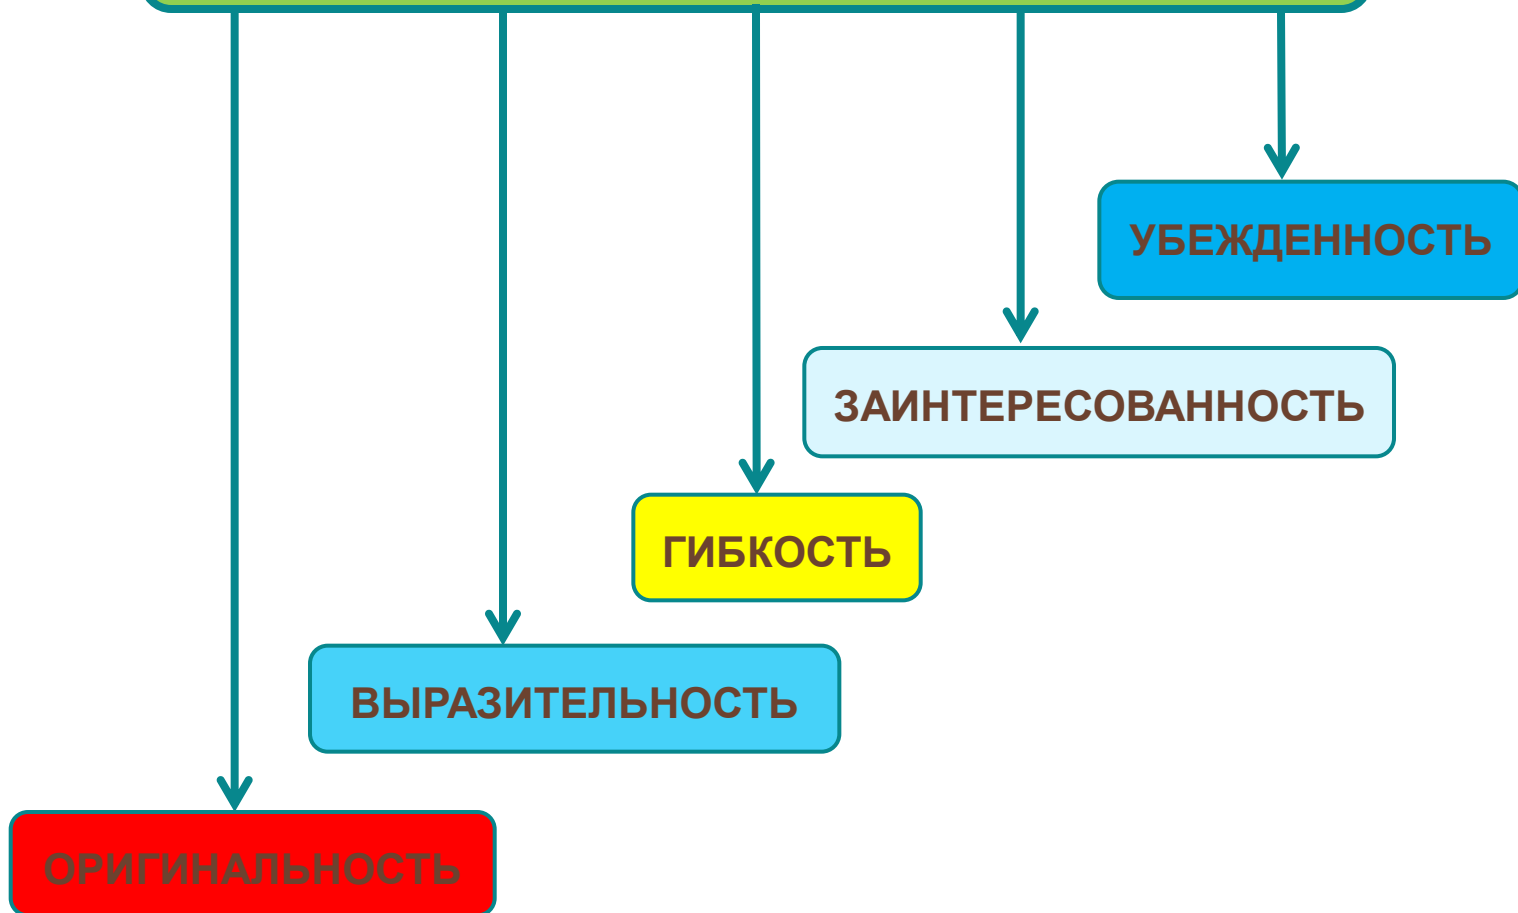 УБЕЖДЕННОСТЬ
ЗАИНТЕРЕСОВАННОСТЬ
ГИБКОСТЬ
ВЫРАЗИТЕЛЬНОСТЬ
ОРИГИНАЛЬНОСТЬ